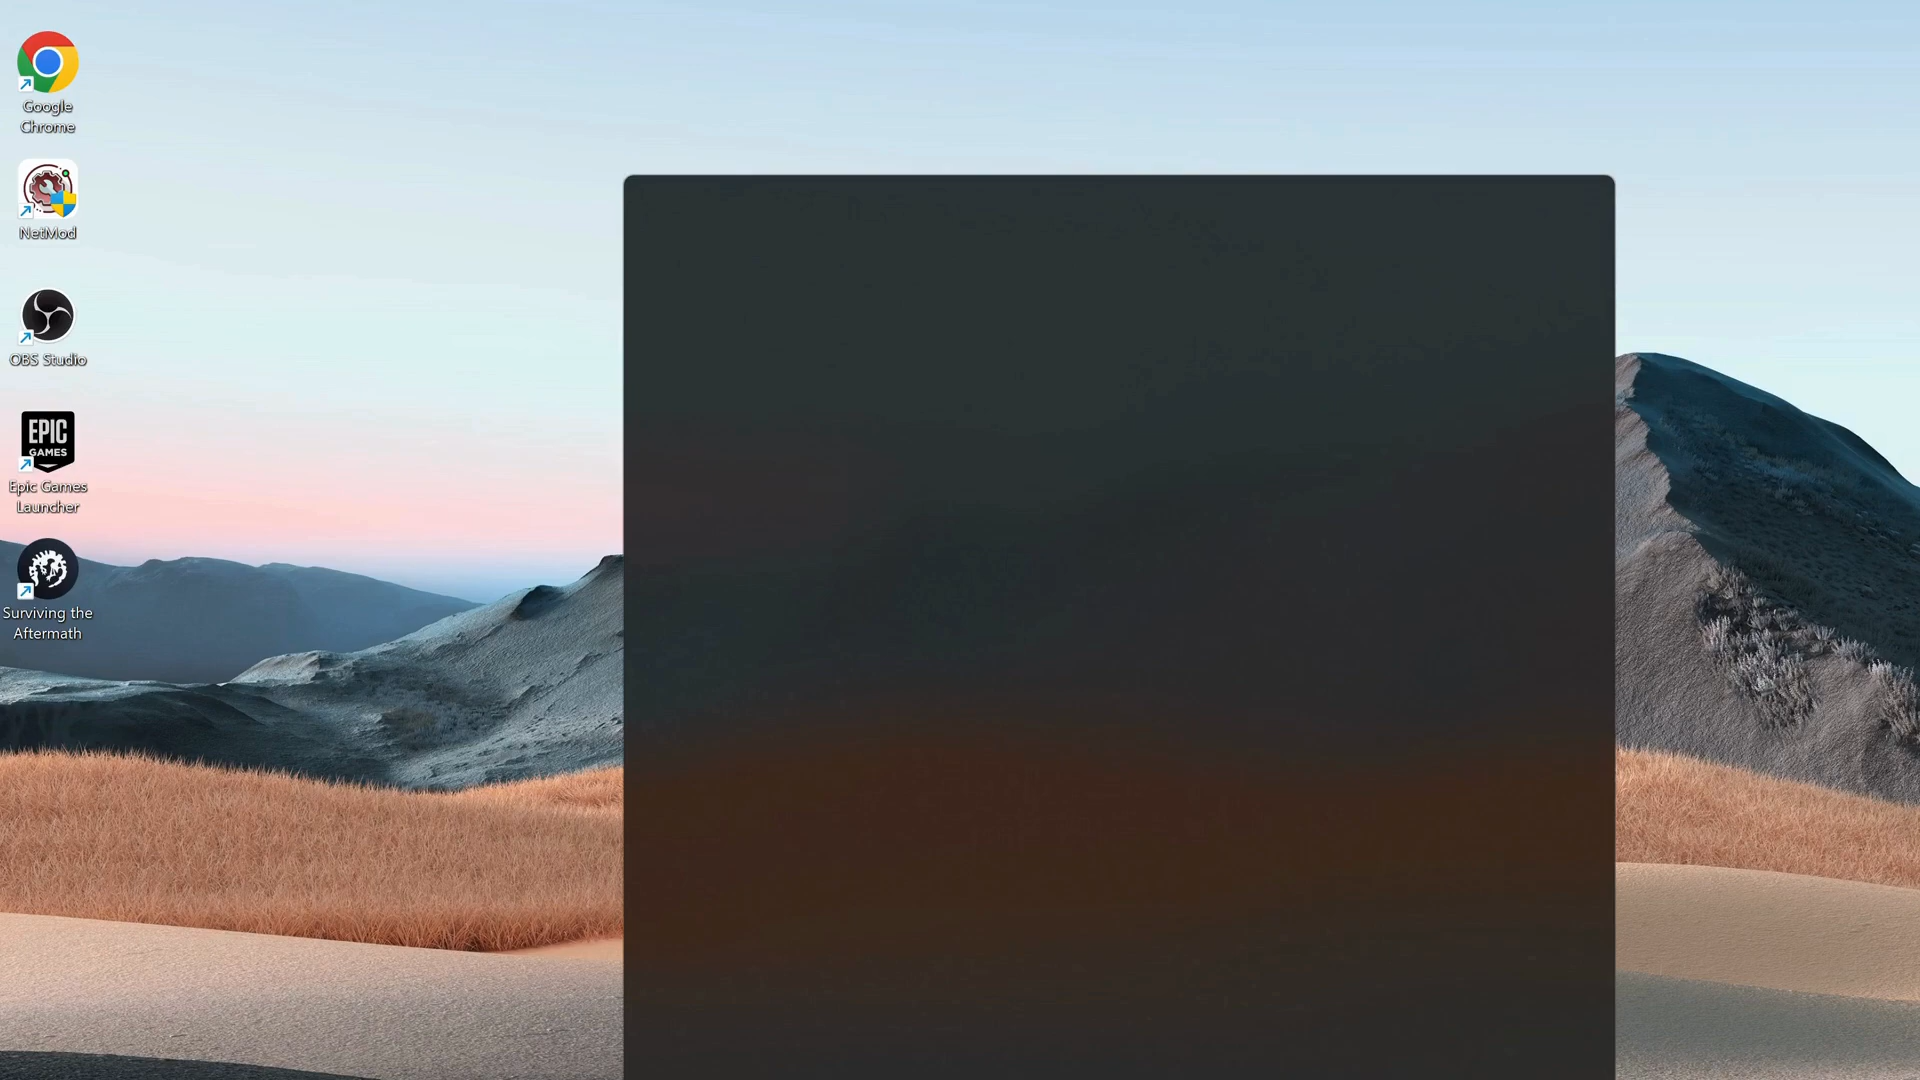 Google
Chrome
NetMod
OBS Studio
EPIC
GAMES
Epic Games
Launcher
Surviving the
Aftermath